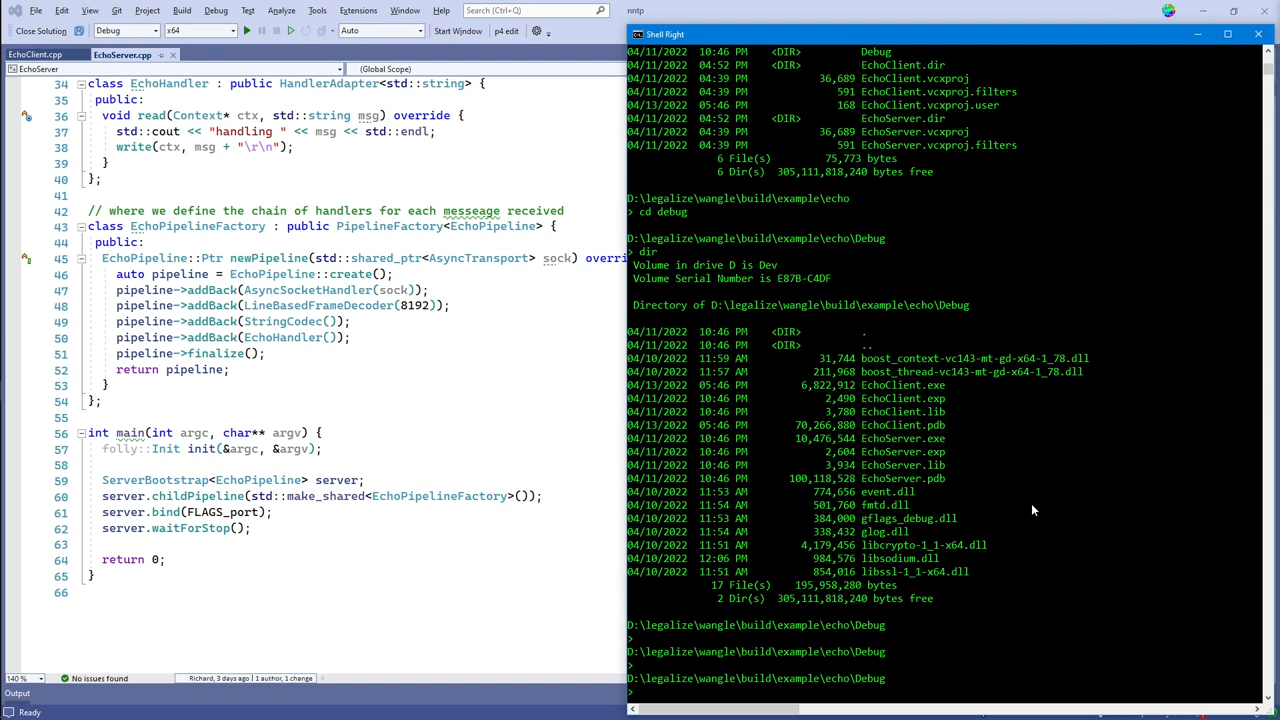 File Edit View Git Project Build Debug Test Analyze Tools Extensions Window Help Search (Ctrl+Q) nntp
Close Solution Debug x64 Auto Start Window p4 edit
EchoClient.cpp EchoServer.cpp
EchoServer (Global Scope)
34 class EchoHandler : public HandlerAdapter<std::string> {
35 public:
36 void read(Context* ctx, std::string msg) override {
37 std::cout << "handling " << msg << std::endl;
38 write(ctx, msg + "\r\n");
39 }
40 };
41
42 // where we define the chain of handlers for each messeage received
43 class EchoPipelineFactory : public PipelineFactory<EchoPipeline> {
44 public:
45 EchoPipeline::Ptr newPipeline(std::shared_ptr<AsyncTransport> sock) overri
46 auto pipeline = EchoPipeline::create();
47 pipeline->addBack(AsyncSocketHandler(sock));
48 pipeline->addBack(LineBasedFrameDecoder(8192));
49 pipeline->addBack(StringCodec());
50 pipeline->addBack(EchoHandler());
51 pipeline->finalize();
52 return pipeline;
53 }
54 };
55
56 int main(int argc, char** argv) {
57 folly::Init init(&argc, &argv);
58
59 ServerBootstrap<EchoPipeline> server;
60 server.childPipeline(std::make_shared<EchoPipelineFactory>());
61 server.bind(FLAGS_port);
62 server.waitForStop();
63
64 return 0;
65 }
66
140 % No issues found Richard, 3 days ago | 1 author, 1 change
Output
Ready
Shell Right
04/11/2022 10:46 PM <DIR> Debug
04/11/2022 04:52 PM <DIR> EchoClient.dir
04/11/2022 04:39 PM 36,689 EchoClient.vcxproj
04/11/2022 04:39 PM 591 EchoClient.vcxproj.filters
04/13/2022 05:46 PM 168 EchoClient.vcxproj.user
04/11/2022 04:52 PM <DIR> EchoServer.dir
04/11/2022 04:39 PM 36,689 EchoServer.vcxproj
04/11/2022 04:39 PM 591 EchoServer.vcxproj.filters
6 File(s) 75,773 bytes
6 Dir(s) 305,111,818,240 bytes free
D:\legalize\wangle\build\example\echo
> cd debug
D:\legalize\wangle\build\example\echo\Debug
> dir
Volume in drive D is Dev
Volume Serial Number is E87B-C4DF
Directory of D:\legalize\wangle\build\example\echo\Debug
04/11/2022 10:46 PM <DIR> .
04/11/2022 10:46 PM <DIR> ..
04/10/2022 11:59 AM 31,744 boost_context-vc143-mt-gd-x64-1_78.dll
04/10/2022 11:57 AM 211,968 boost_thread-vc143-mt-gd-x64-1_78.dll
04/13/2022 05:46 PM 6,822,912 EchoClient.exe
04/11/2022 10:46 PM 2,490 EchoClient.exp
04/11/2022 10:46 PM 3,780 EchoClient.lib
04/13/2022 05:46 PM 70,266,880 EchoClient.pdb
04/11/2022 10:46 PM 10,476,544 EchoServer.exe
04/11/2022 10:46 PM 2,604 EchoServer.exp
04/11/2022 10:46 PM 3,934 EchoServer.lib
04/11/2022 10:46 PM 100,118,528 EchoServer.pdb
04/10/2022 11:53 AM 774,656 event.dll
04/10/2022 11:54 AM 501,760 fmtd.dll
04/10/2022 11:53 AM 384,000 gflags_debug.dll
04/10/2022 11:54 AM 338,432 glog.dll
04/10/2022 11:51 AM 4,179,456 libcrypto-1_1-x64.dll
04/10/2022 12:06 PM 984,576 libsodium.dll
04/10/2022 11:51 AM 854,016 libssl-1_1-x64.dll
17 File(s) 195,958,280 bytes
2 Dir(s) 305,111,818,240 bytes free
D:\legalize\wangle\build\example\echo\Debug
>
D:\legalize\wangle\build\example\echo\Debug
>
D:\legalize\wangle\build\example\echo\Debug
>